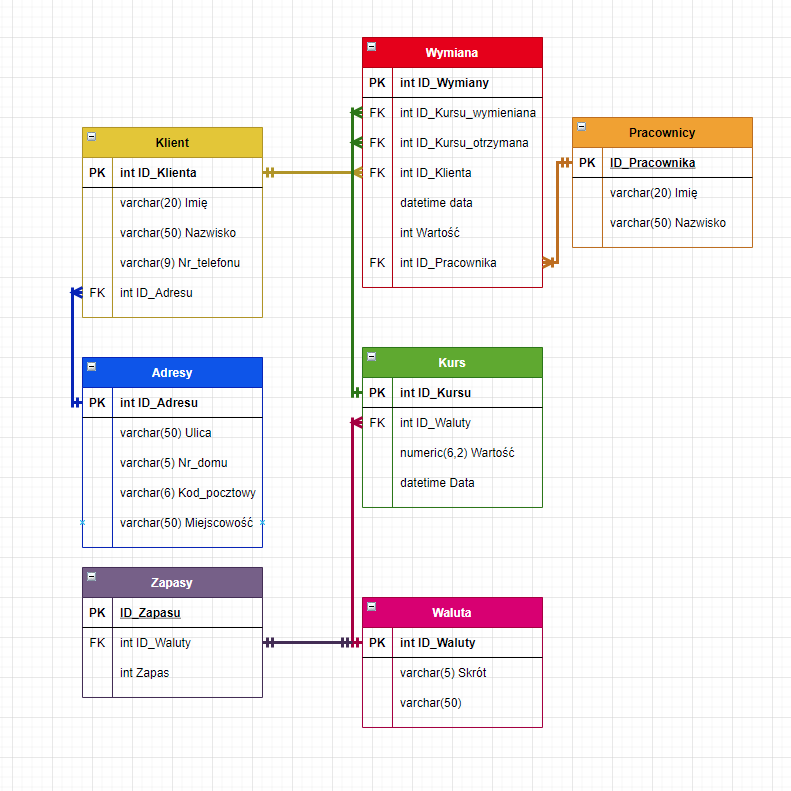 Wymiana
PK int ID_Wymiany
FK int ID_Kursu_wymieniana
FK int ID_Kursu_otrzymana
FK int ID_Klienta
datetime data
int Wartość
FK int ID_Pracownika
Klient
PK int ID_Klienta
varchar(20) Imię
varchar(50) Nazwisko
varchar(9) Nr_telefonu
FK int ID_Adresu
Pracownicy
PK ID_Pracownika
varchar(20) Imię
varchar(50) Nazwisko
Adresy
PK int ID_Adresu
varchar(50) Ulica
varchar(5) Nr_domu
varchar(6) Kod_pocztowy
varchar(50) Miejscowość
Kurs
PK int ID_Kursu
FK int ID_Waluty
numeric(6,2) Wartość
datetime Data
Zapasy
PK ID_Zapasu
FK int ID_Waluty
int Zapas
Waluta
PK int ID_Waluty
varchar(5) Skrót
varchar(50)